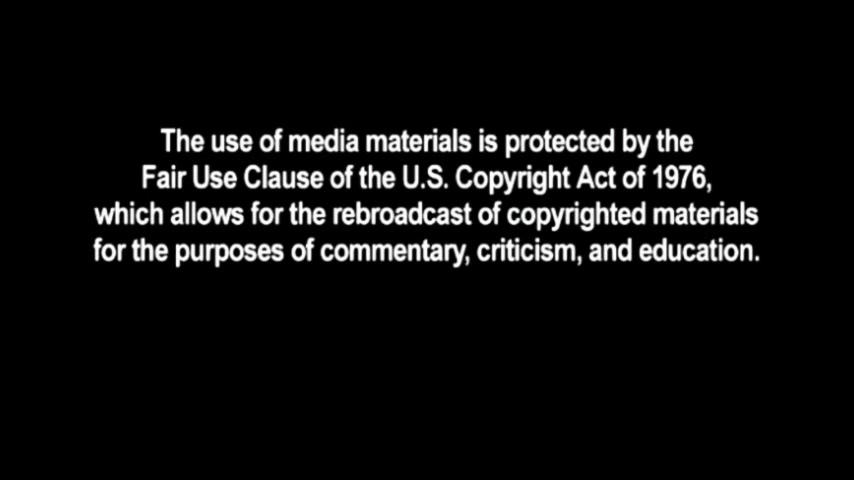 The use of media materials is protected by the
Fair Use Clause of the U.S. Copyright Act of 1976,
which allows for the rebroadcast of copyrighted materials
for the purposes of commentary, criticism, and education.